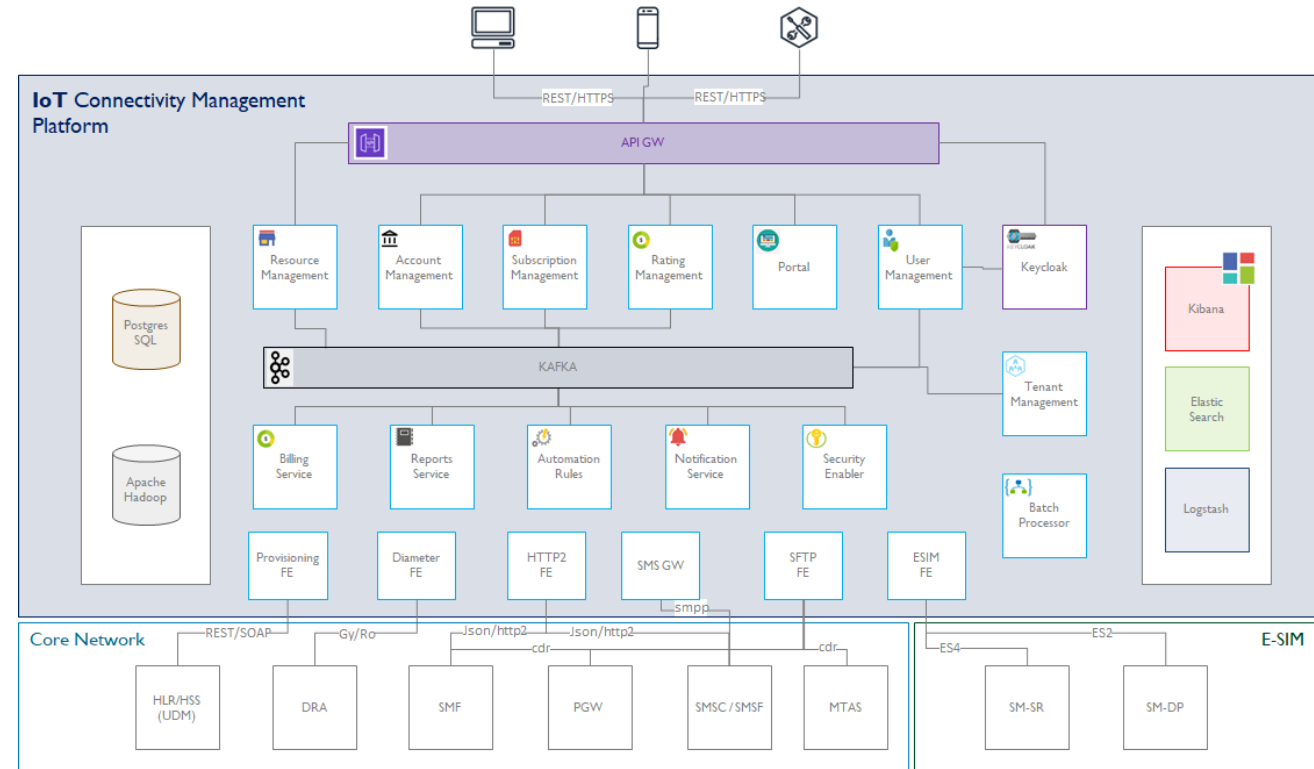 REST/HTTPS
REST/HTTPS
IoT Connectivity Management
Platform
API GW
Resource
Management
Account
Management
Subscription
Management
Rating
Management
Portal
User
Management
KEYCLOAK
Keycloak
Postgres
SQL
Apache
Hadoop
KAFKA
Tenant
Management
Kibana
Elastic
Search
Logstash
Billing
Service
Reports
Service
Automation
Rules
Notification
Service
Security
Enabler
Batch
Processor
Provisioning
FE
Diameter
FE
HTTP2
FE
SMS GW
SFTP
FE
ESIM
FE
smpp
Core Network
REST/SOAP
Gy/Ro
Json/http2
Json/http2
cdr
cdr
ES4
ES2
E-SIM
HLR/HSS
(UDM)
DRA
SMF
PGW
SMSC / SMSF
MTAS
SM-SR
SM-DP